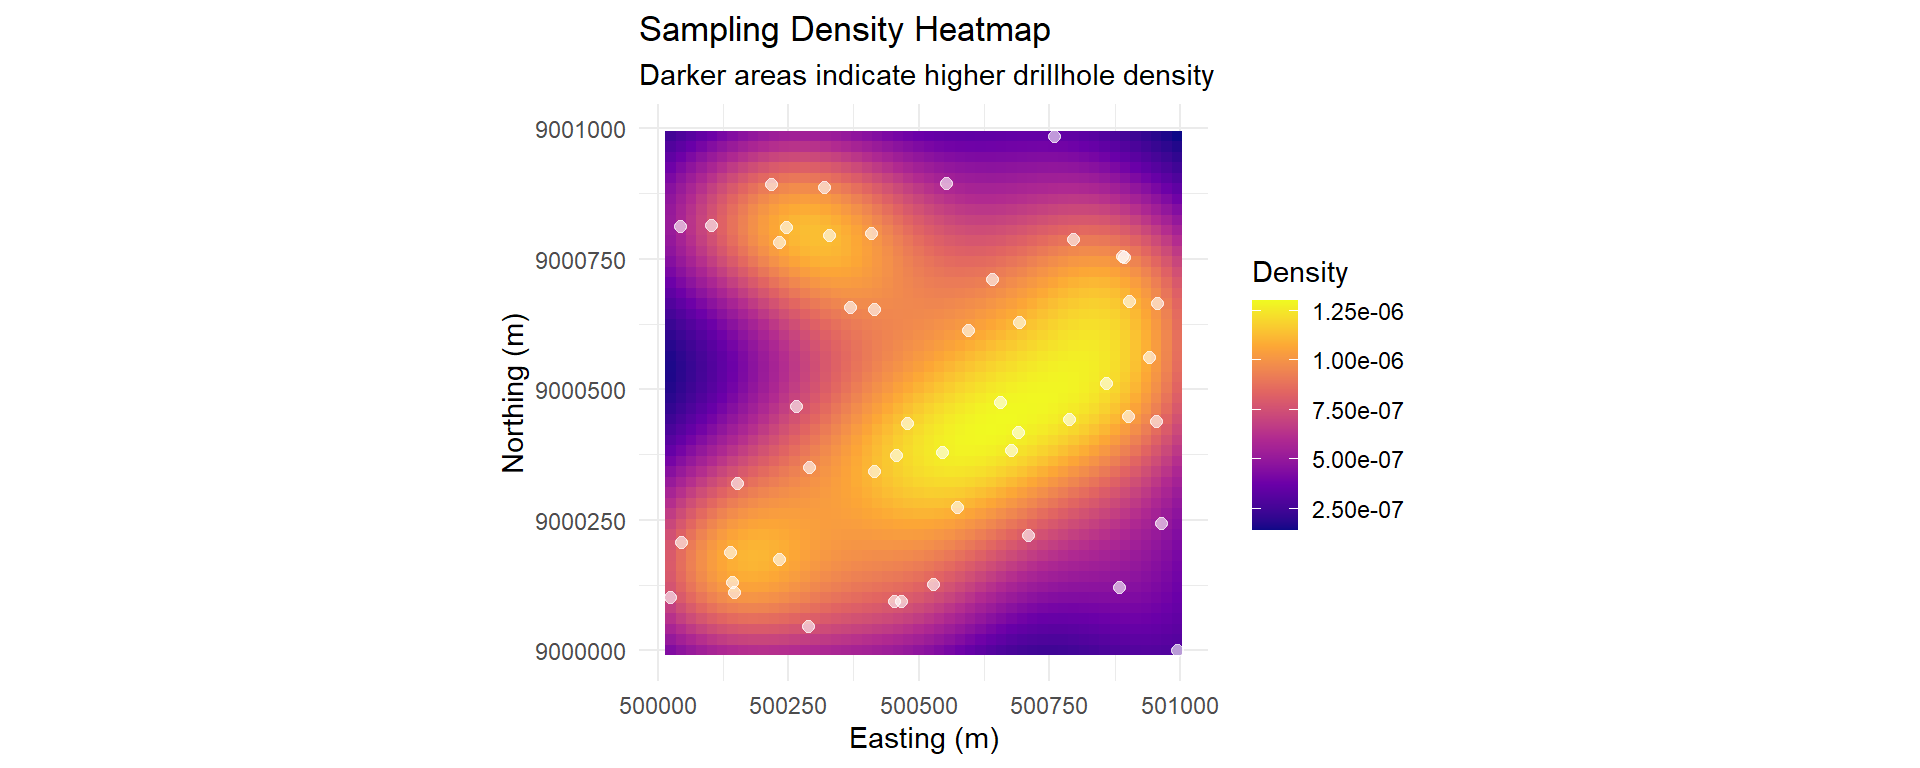 Sampling Density Heatmap
Darker areas indicate higher drillhole density
9001000
9000750
9000500
9000250
9000000
Northing (m)
500000 500250 500500 500750 501000
Easting (m)
Density
1.25e-06
1.00e-06
7.50e-07
5.00e-07
2.50e-07